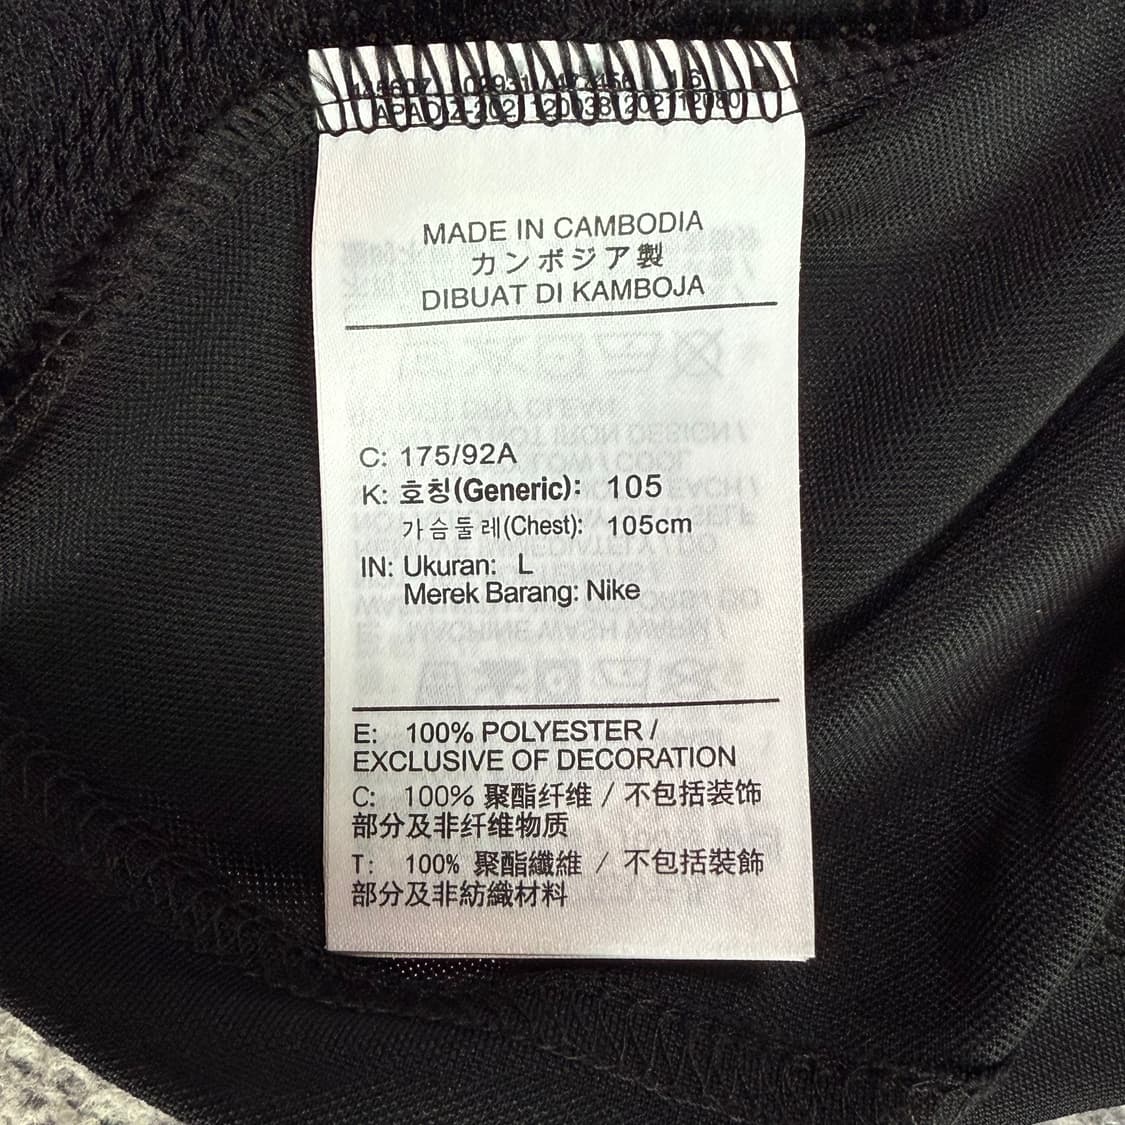 MADE IN CAMBODIA
カンボジア製
DIBUAT DI KAMBOJA
C: 175/92A
K: 호칭(Generic): 105
가슴둘레(Chest): 105cm
IN: Ukuran: L
Merek Barang: Nike
E: 100% POLYESTER /
EXCLUSIVE OF DECORATION
C: 100% 聚酯纤维 / 不包括装饰
部分及非纤维物质
T: 100% 聚酯纖維 / 不包括裝飾
部分及非紡織材料